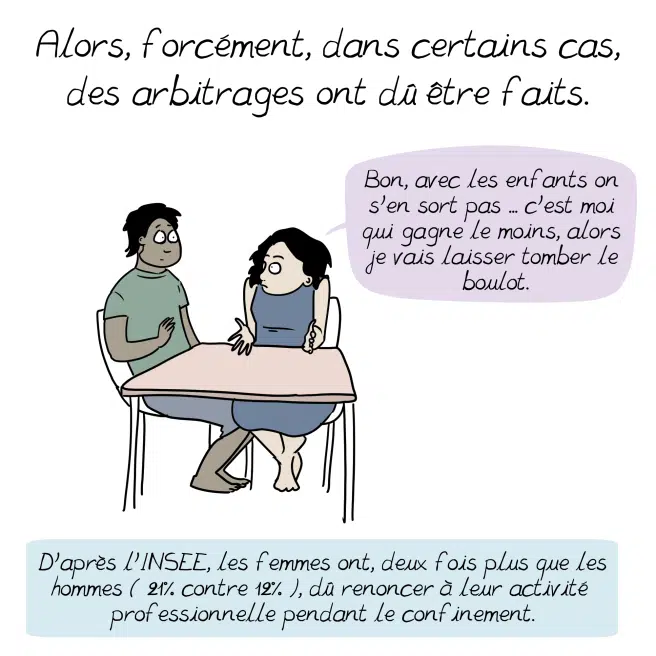 Alors, forcément, dans certains cas,
des arbitrages ont dû être faits.
Bon, avec les enfants on
s'en sort pas ... c'est moi
qui gagne le moins, alors
je vais laisser tomber le
boulot.
D'après l'INSEE, les femmes ont, deux fois plus que les
hommes ( 21% contre 12% ), dû renoncer à leur activité
professionnelle pendant le confinement.